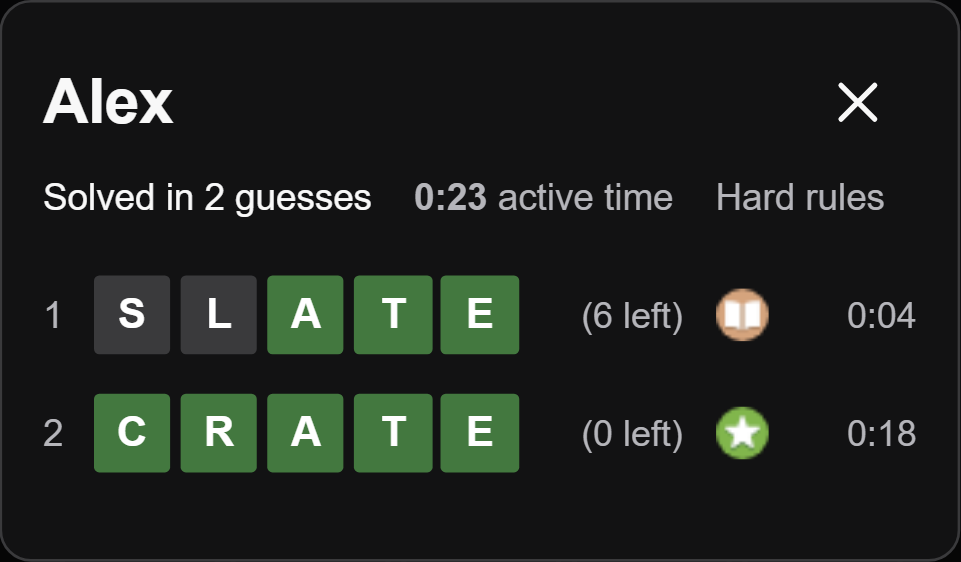 Alex
Solved in 2 guesses 0:23 active time Hard rules
1 S L A T E (6 left) 0:04
2 C R A T E (0 left) 0:18